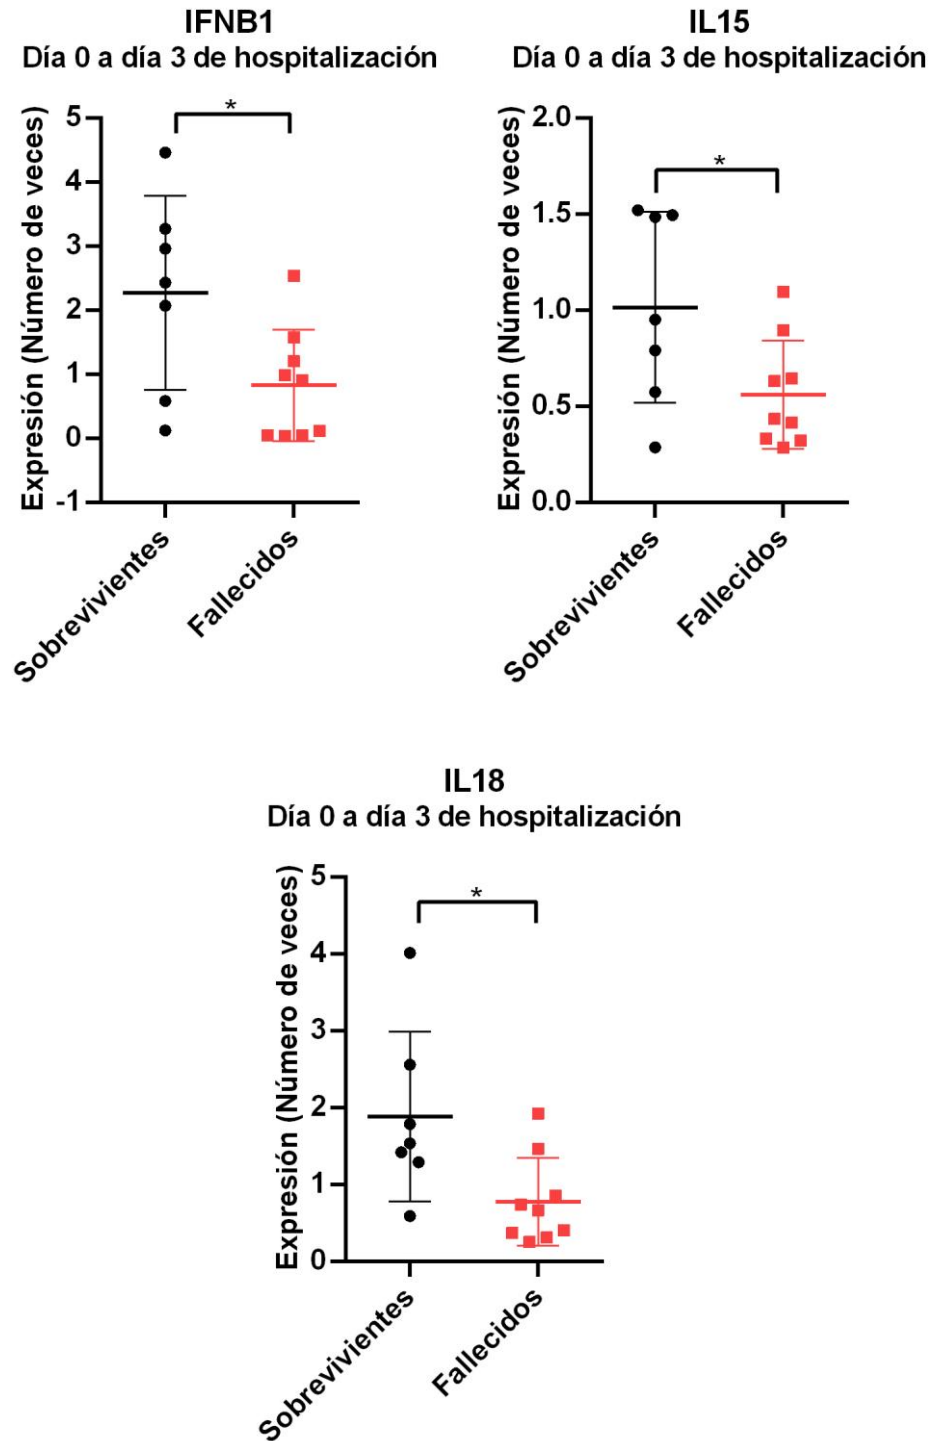 IFNB1
Día 0 a día 3 de hospitalización
Expresión (Número de veces)
5
4
3
2
1
0
-1
*
Sobrevivientes
Fallecidos
IL15
Día 0 a día 3 de hospitalización
Expresión (Número de veces)
2.0
1.5
1.0
0.5
0.0
*
Sobrevivientes
Fallecidos
IL18
Día 0 a día 3 de hospitalización
Expresión (Número de veces)
5
4
3
2
1
0
*
Sobrevivientes
Fallecidos